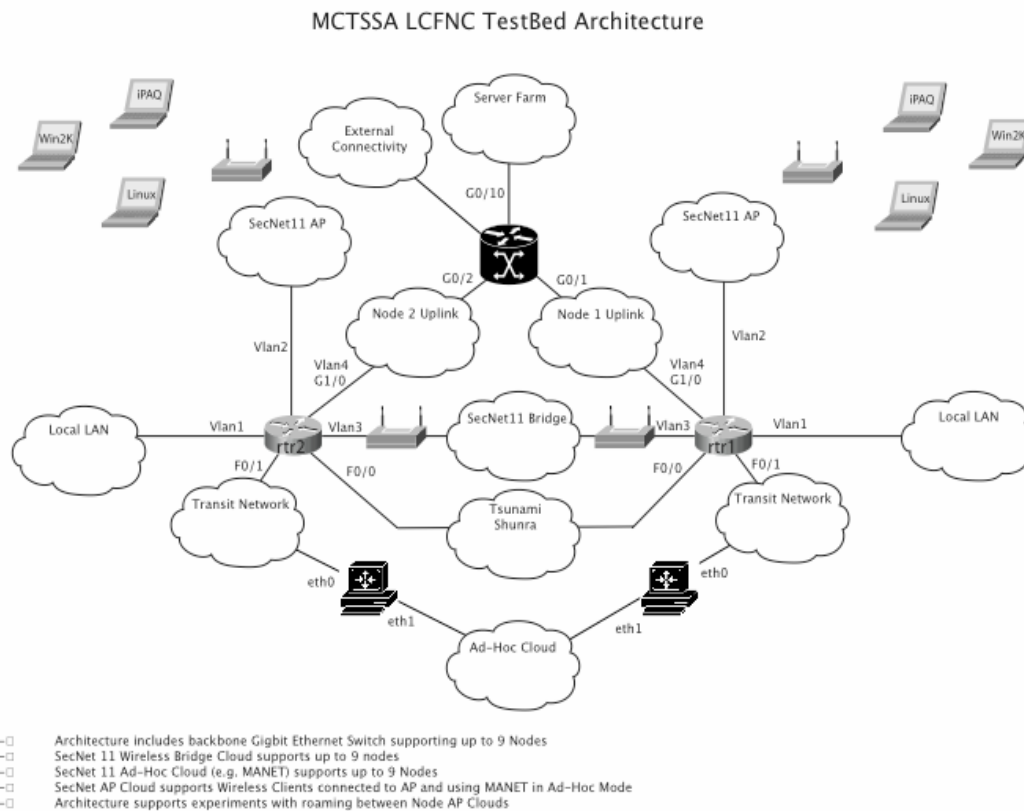 MCTSSA LCFNC TestBed Architecture
iPAQ
Win2K
Linux
External
Connectivity
Server Farm
iPAQ
Win2K
Linux
G0/10
SecNet11 AP
SecNet11 AP
G0/2
G0/1
Node 2 Uplink
Node 1 Uplink
Vlan2
Vlan2
Vlan4
G1/0
Vlan4
G1/0
Local LAN
Vlan1
rtr2
Vlan3
SecNet11 Bridge
Vlan3
rtr1
Vlan1
Local LAN
F0/1
F0/0
F0/0
F0/1
Transit Network
Tsunami
Shunra
Transit Network
eth0
eth0
eth1
eth1
Ad-Hoc Cloud
Architecture includes backbone Gigbit Ethernet Switch supporting up to 9 Nodes
SecNet 11 Wireless Bridge Cloud supports up to 9 nodes
SecNet 11 Ad-Hoc Cloud (e.g. MANET) supports up to 9 Nodes
SecNet AP Cloud supports Wireless Clients connected to AP and using MANET in Ad-Hoc Mode
Architecture supports experiments with roaming between Node AP Clouds